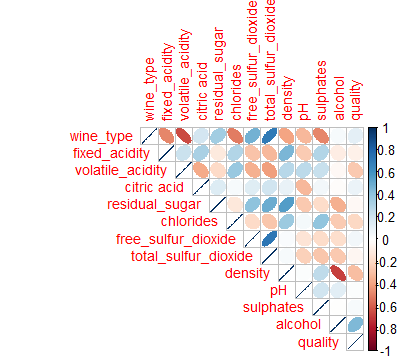 wine_type
fixed_acidity
volatile_acidity
citric acid
residual_sugar
chlorides
free_sulfur_dioxide
total_sulfur_dioxide
density
pH
sulphates
alcohol
quality
wine_type
fixed_acidity
volatile_acidity
citric acid
residual_sugar
chlorides
free_sulfur_dioxide
total_sulfur_dioxide
density
pH
sulphates
alcohol
quality
1
0.8
0.6
0.4
0.2
0
-0.2
-0.4
-0.6
-0.8
-1